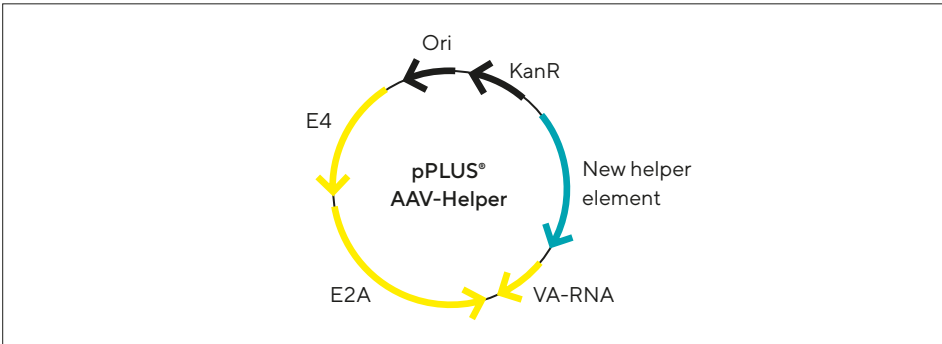 Ori
KanR
E4
pPLUS®
AAV-Helper
New helper
element
E2A
VA-RNA